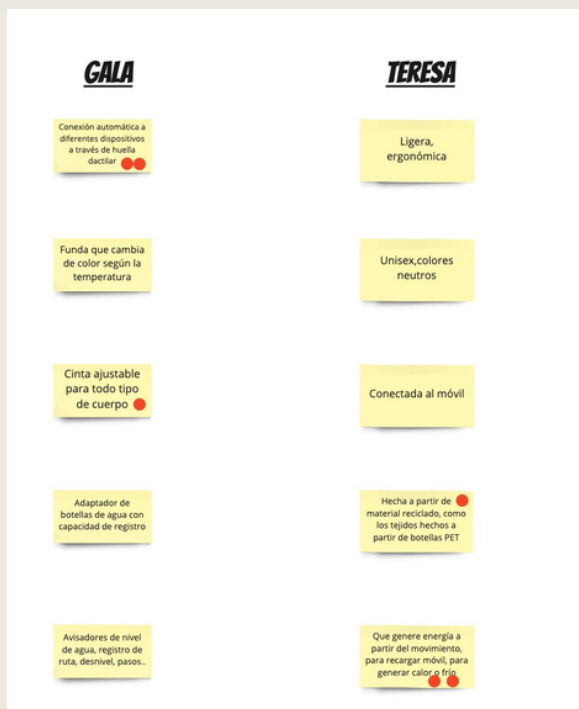 GALA
Conexión automática a
diferentes dispositivos
a través de huella
dactilar
Funda que cambia
de color según la
temperatura
Cinta ajustable
para todo tipo
de cuerpo
Adaptador de
botellas de agua con
capacidad de registro
Avisadores de nivel
de agua, registro de
ruta, desnivel, pasos..
TERESA
Ligera,
ergonómica
Unisex,colores
neutros
Conectada al móvil
Hecha a partir de
material reciclado, como
los tejidos hechos a
partir de botellas PET
Que genere energía a
partir del movimiento,
para recargar móvil, para
generar calor o frío